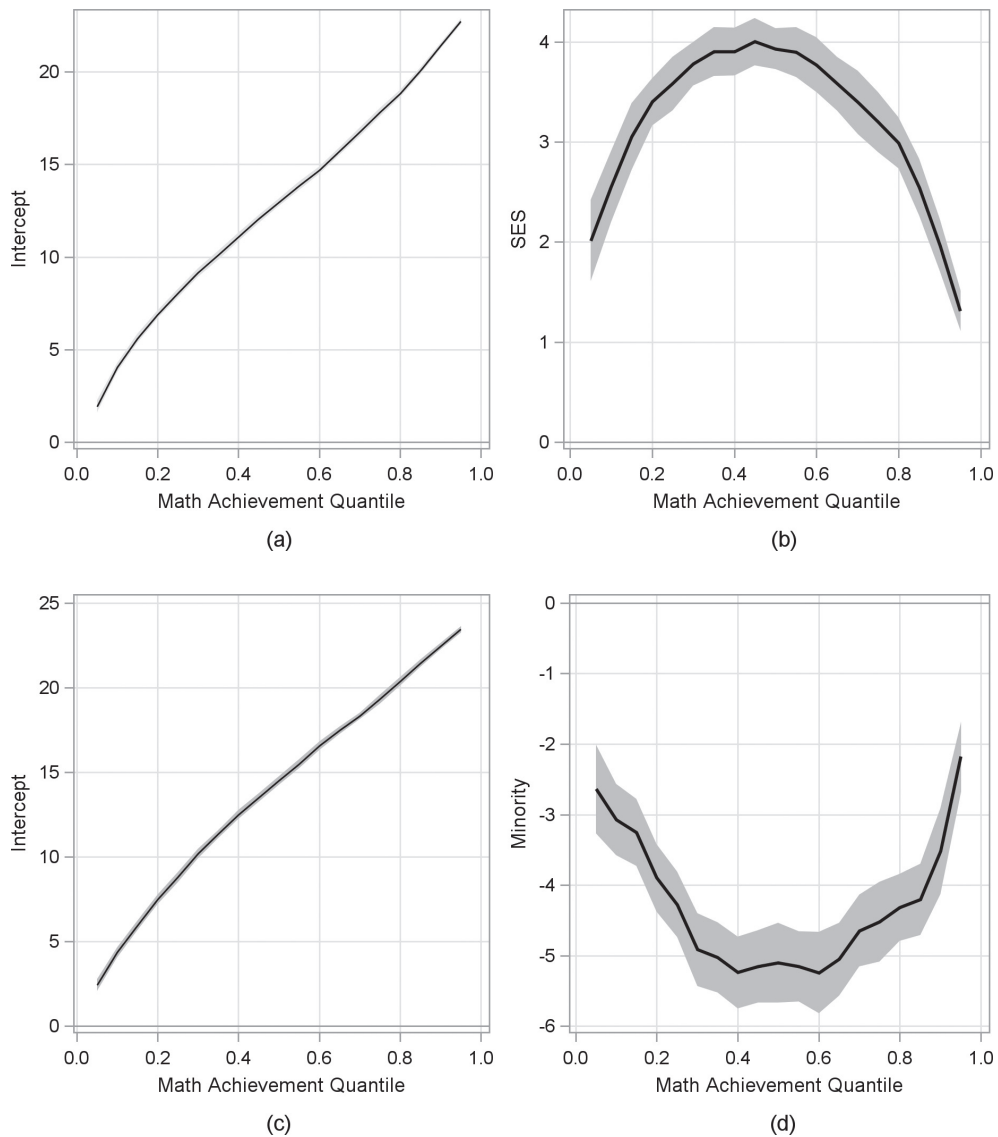 Intercept
20
15
10
5
0
0.0 0.2 0.4 0.6 0.8 1.0
Math Achievement Quantile
(a)
SES
4
3
2
1
0
0.0 0.2 0.4 0.6 0.8 1.0
Math Achievement Quantile
(b)
Intercept
25
20
15
10
5
0
0.0 0.2 0.4 0.6 0.8 1.0
Math Achievement Quantile
(c)
Minority
0
-1
-2
-3
-4
-5
-6
0.0 0.2 0.4 0.6 0.8 1.0
Math Achievement Quantile
(d)